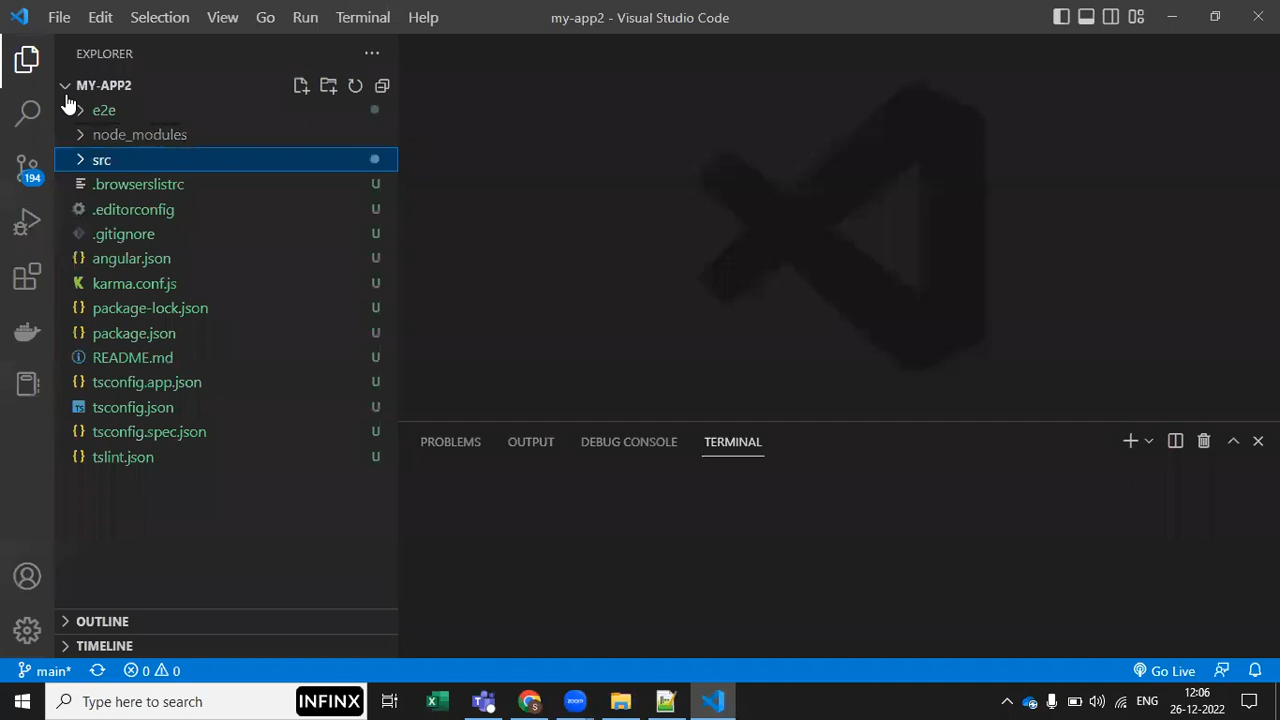 File Edit Selection View Go Run Terminal Help my-app2 - Visual Studio Code
EXPLORER
MY-APP2
e2e
node_modules
src
.browserslistrc U
.editorconfig U
.gitignore U
angular.json U
karma.conf.js U
package-lock.json U
package.json U
README.md U
tsconfig.app.json U
tsconfig.json U
tsconfig.spec.json U
tslint.json U
194
TS
PROBLEMS OUTPUT DEBUG CONSOLE TERMINAL
OUTLINE
TIMELINE
main* 0 0 Go Live
Type here to search INFINX zoom ENG 12:06
26-12-2022